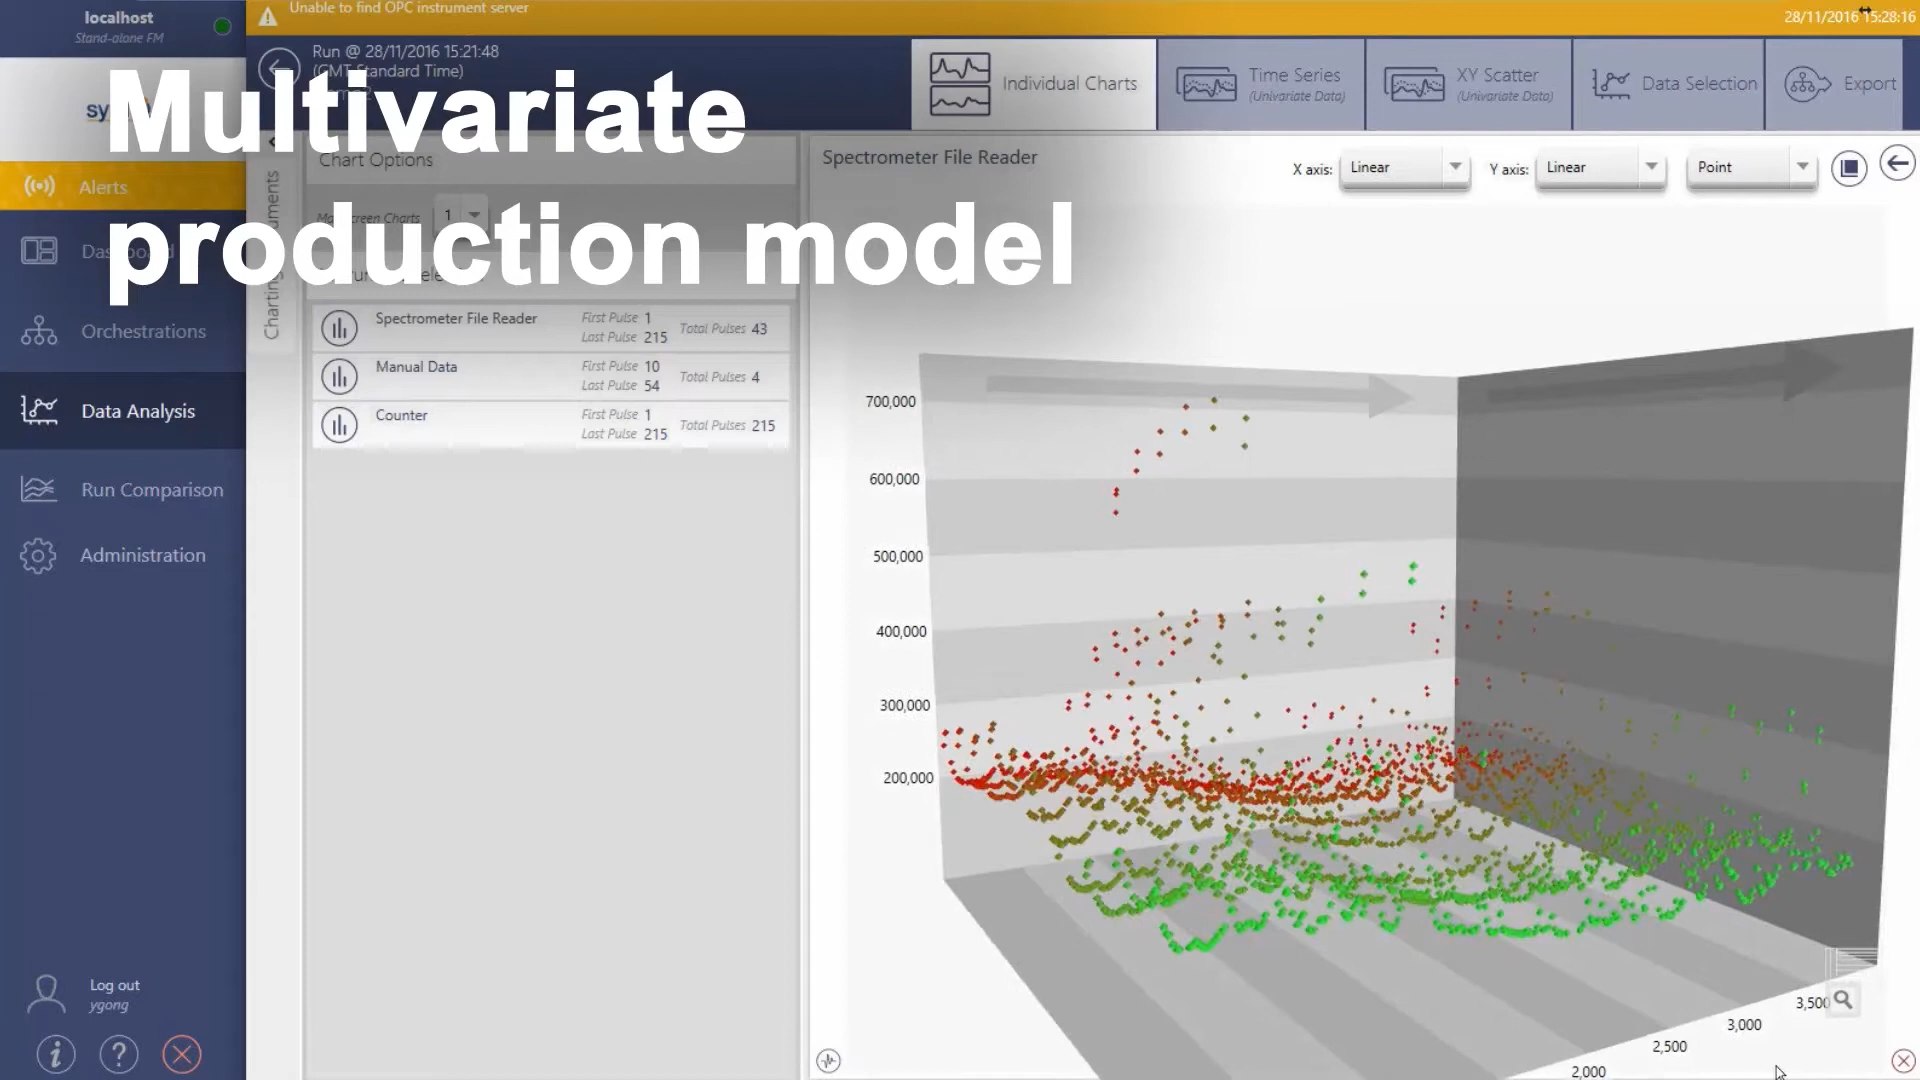 localhost
Stand-alone FM
Unable to find OPC instrument server
28/11/2016 15:28:16
Run @ 28/11/2016 15:21:48
(GMT Standard Time)
Multivariate
production model
Individual Charts
Time Series
(Univariate Data)
XY Scatter
(Univariate Data)
Data Selection
Export
Alerts
Dashboard
Orchestrations
Data Analysis
Run Comparison
Administration
Log out
ygong
Chart Options
1
Spectrometer File Reader
First Pulse 1
Last Pulse 215
Total Pulses 43
Manual Data
First Pulse 10
Last Pulse 54
Total Pulses 4
Counter
First Pulse 1
Last Pulse 215
Total Pulses 215
Spectrometer File Reader
X axis: Linear
Y axis: Linear
Point
700,000
600,000
500,000
400,000
300,000
200,000
3,500
3,000
2,500
2,000